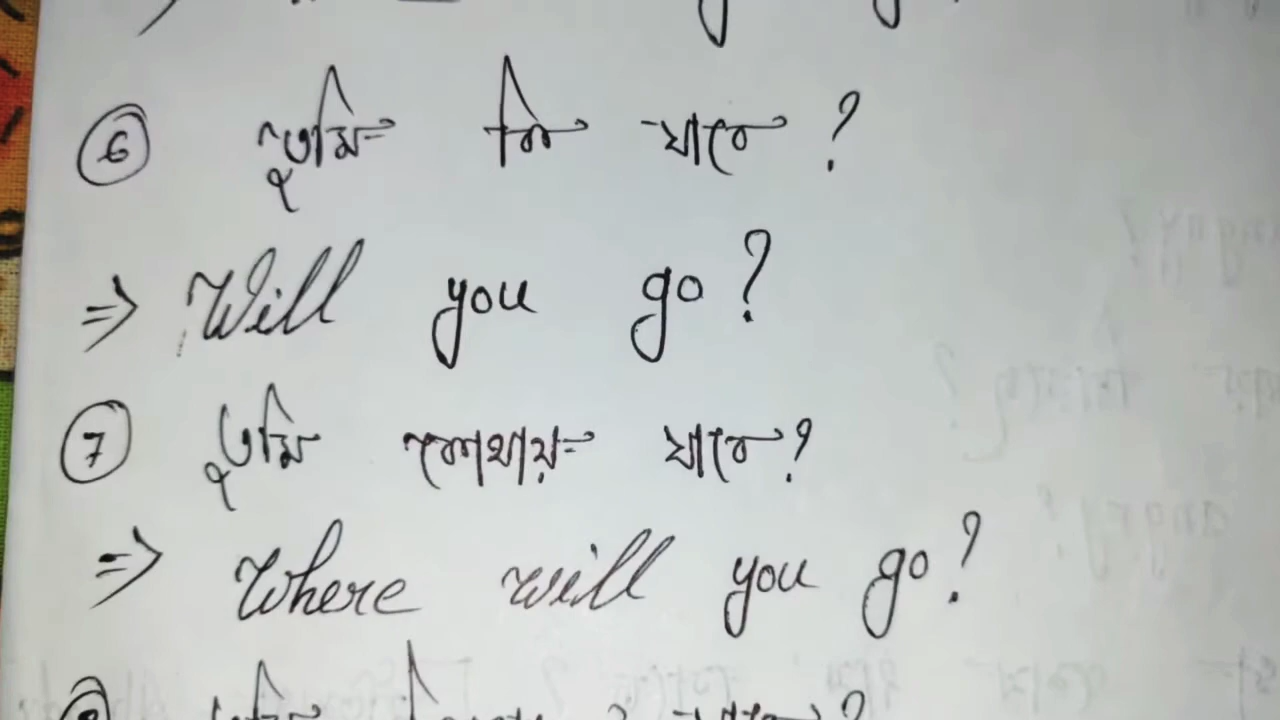 ⑥ তুমি কি যাবে ?
⇒ Will you go ?
⑦ তুমি কোথায় যাবে ?
⇒ Where will you go ?